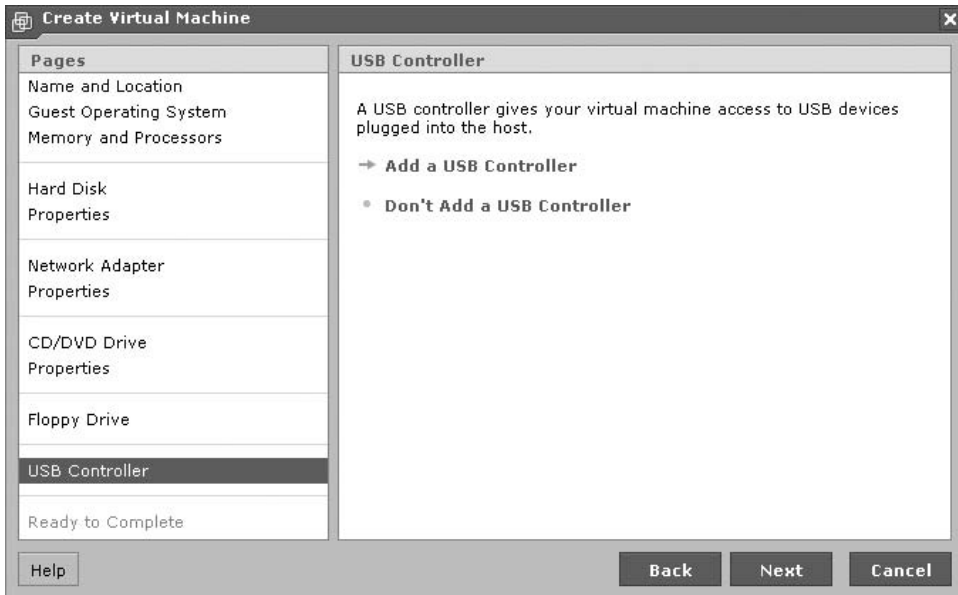 Create Virtual Machine
Pages
Name and Location
Guest Operating System
Memory and Processors
Hard Disk
Properties
Network Adapter
Properties
CD/DVD Drive
Properties
Floppy Drive
USB Controller
Ready to Complete
USB Controller
A USB controller gives your virtual machine access to USB devices
plugged into the host.
Add a USB Controller
Don't Add a USB Controller
Help
Back
Next
Cancel